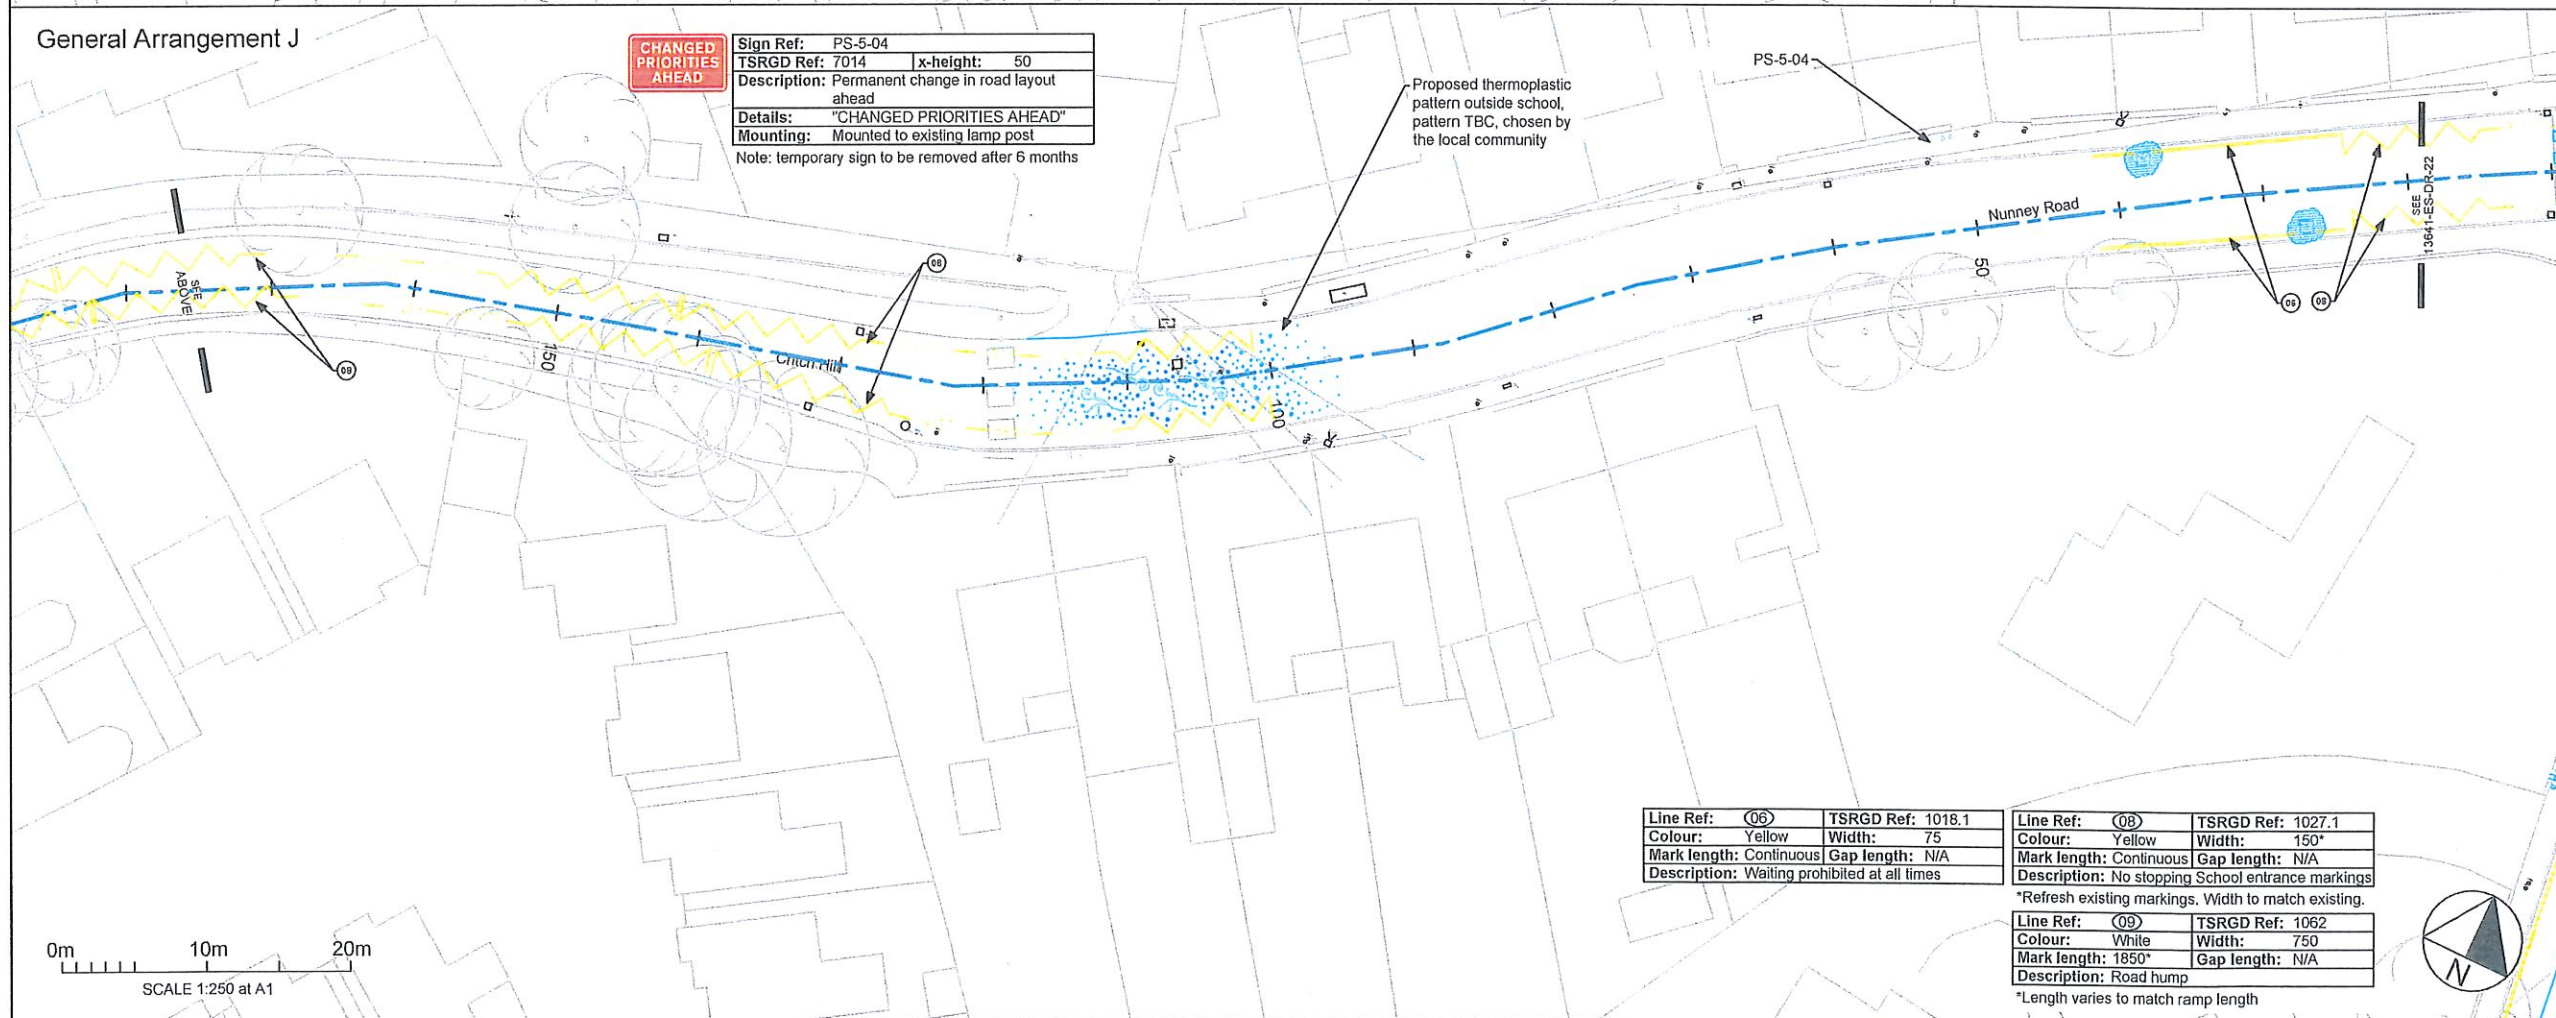 General Arrangement J
CHANGED
PRIORITIES
AHEAD
Sign Ref: PS-5-04
TSRGD Ref: 7014 x-height: 50
Description: Permanent change in road layout
ahead
Details: "CHANGED PRIORITIES AHEAD"
Mounting: Mounted to existing lamp post
Note: temporary sign to be removed after 6 months
Proposed thermoplastic
pattern outside school,
pattern TBC, chosen by
the local community
PS-5-04
Nunney Road
SEE
13641-ES-DR-22
50
06 08
08
SEE
ABOVE
08
150
Critch Hill
100
Line Ref: 06 TSRGD Ref: 1018.1
Colour: Yellow Width: 75
Mark length: Continuous Gap length: N/A
Description: Waiting prohibited at all times
Line Ref: 08 TSRGD Ref: 1027.1
Colour: Yellow Width: 150*
Mark length: Continuous Gap length: N/A
Description: No stopping School entrance markings
*Refresh existing markings. Width to match existing.
Line Ref: 09 TSRGD Ref: 1062
Colour: White Width: 750
Mark length: 1850* Gap length: N/A
Description: Road hump
*Length varies to match ramp length
0m 10m 20m
SCALE 1:250 at A1
N